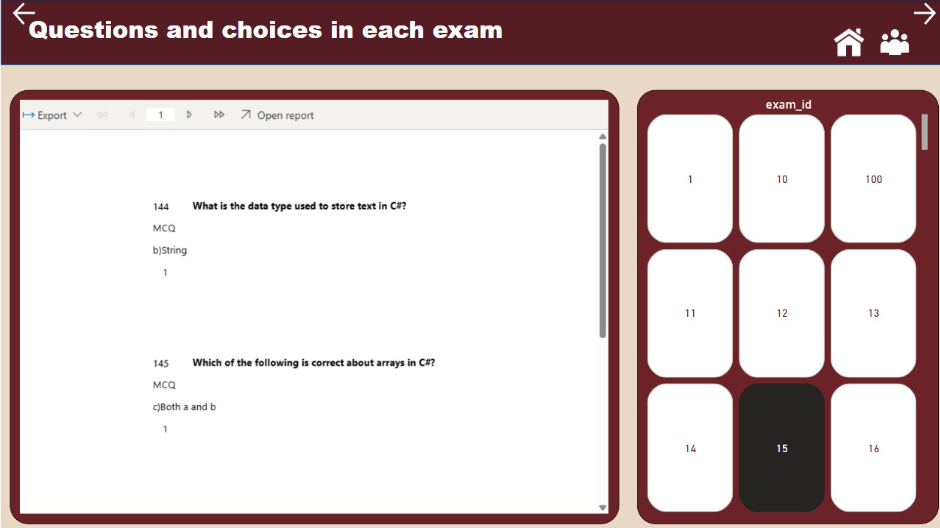 Questions and choices in each exam
Export
1
Open report
144 What is the data type used to store text in C#?
MCQ
b)String
1
145 Which of the following is correct about arrays in C#?
MCQ
c)Both a and b
1
exam_id
1 10 100
11 12 13
14 15 16